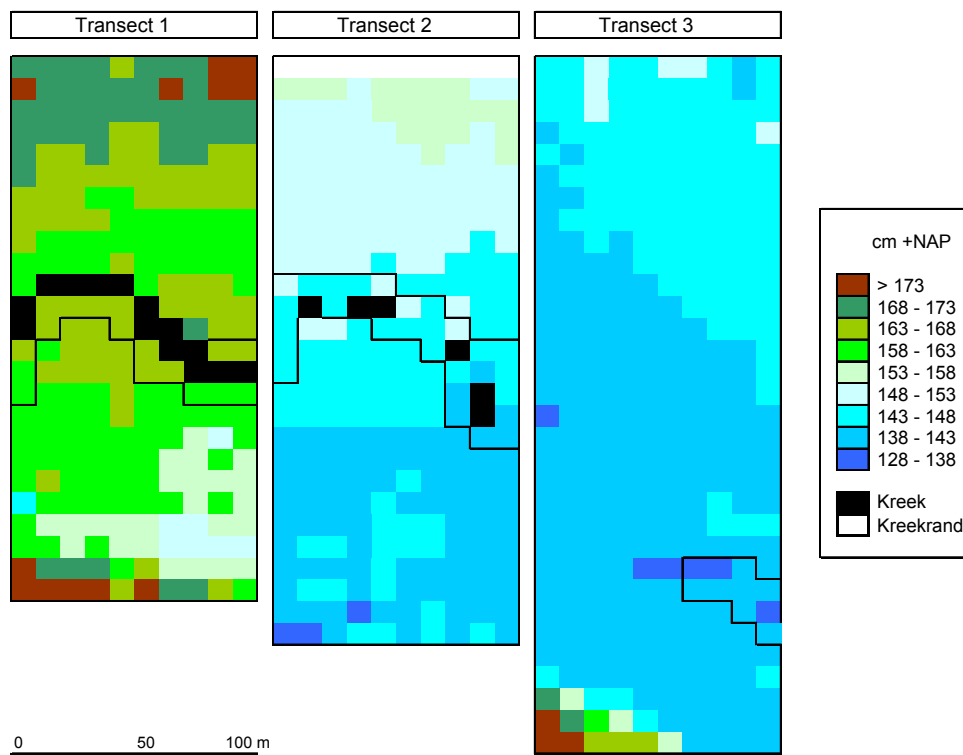 Transect 1
Transect 2
Transect 3
cm +NAP
> 173
168 - 173
163 - 168
158 - 163
153 - 158
148 - 153
143 - 148
138 - 143
128 - 138
Kreek
Kreekrand
0 50 100 m